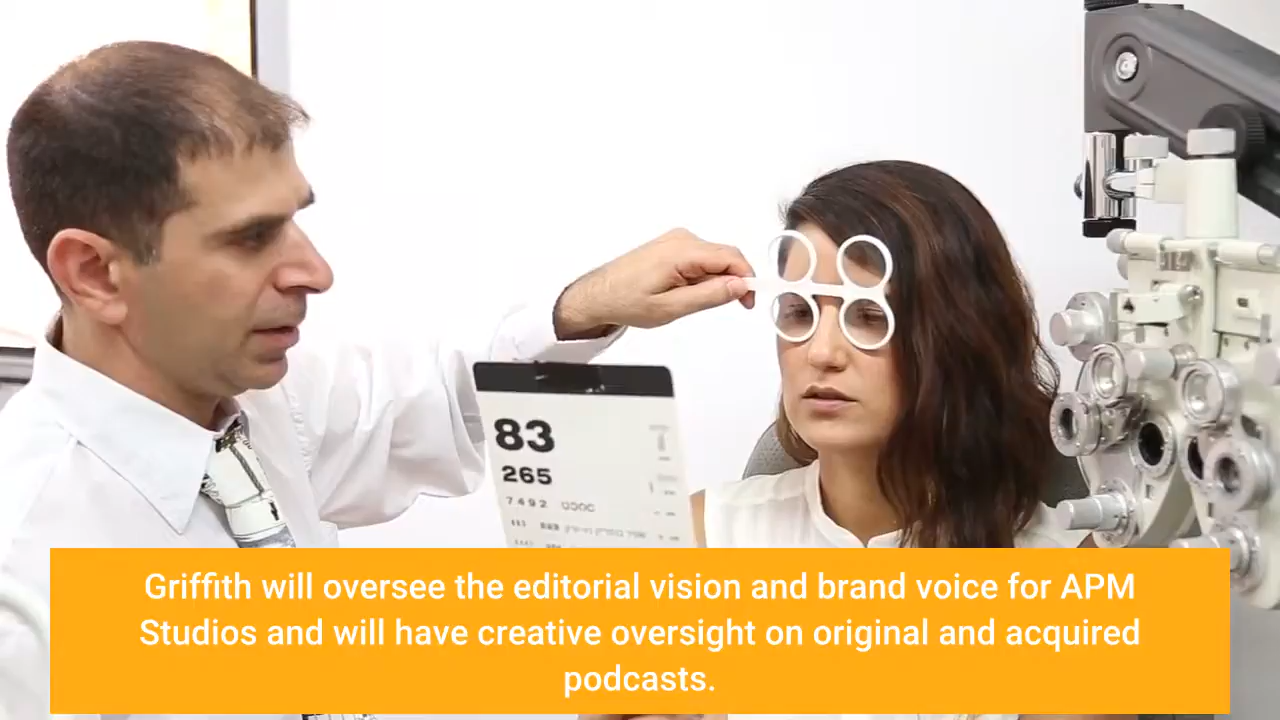 83
265
7492
Griffith will oversee the editorial vision and brand voice for APM
Studios and will have creative oversight on original and acquired
podcasts.